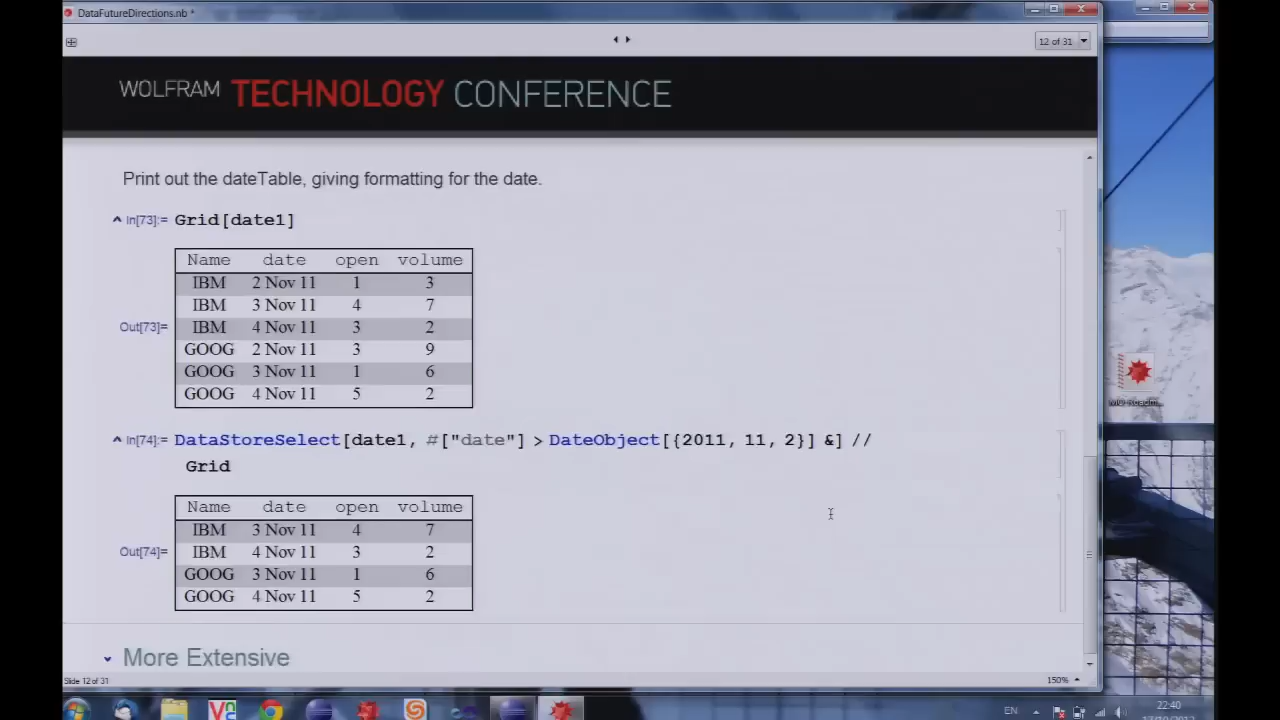 DataFutureDirections.nb *
12 of 31
WOLFRAM TECHNOLOGY CONFERENCE
Print out the dateTable, giving formatting for the date.
In[73]:= Grid[date1]
Name date open volume
IBM 2 Nov 11 1 3
IBM 3 Nov 11 4 7
Out[73]= IBM 4 Nov 11 3 2
GOOG 2 Nov 11 3 9
GOOG 3 Nov 11 1 6
GOOG 4 Nov 11 5 2
In[74]:= DataStoreSelect[date1, #["date"] > DateObject[{2011, 11, 2}] &] //
Grid
Name date open volume
IBM 3 Nov 11 4 7
Out[74]= IBM 4 Nov 11 3 2
GOOG 3 Nov 11 1 6
GOOG 4 Nov 11 5 2
More Extensive
Slide 12 of 31
150%
EN
22:40